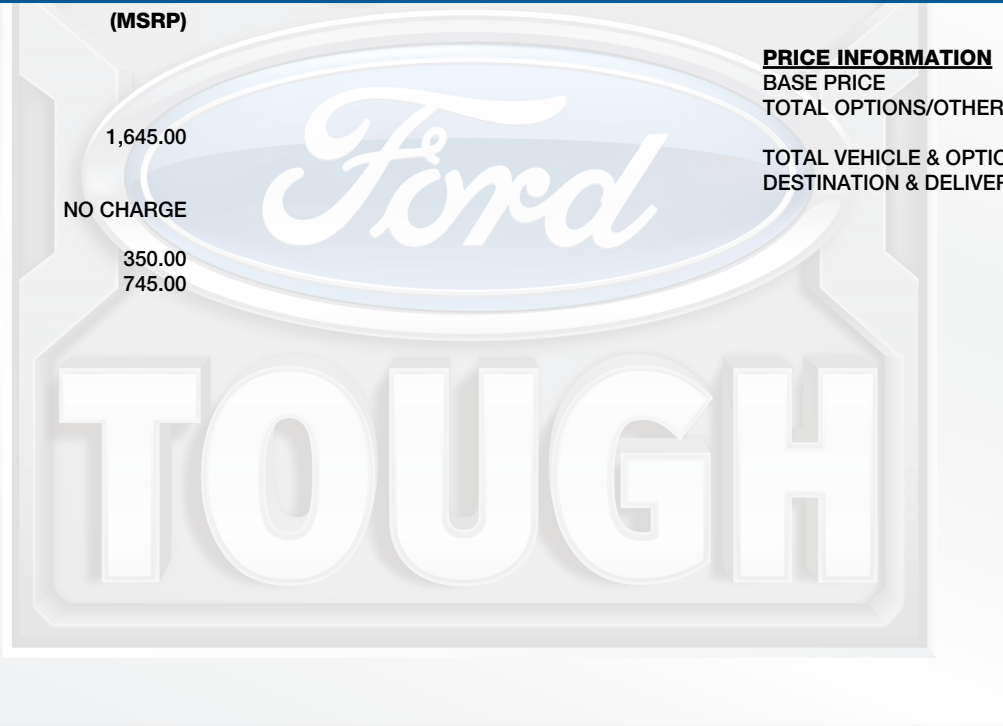 (MSRP)
1,645.00
NO CHARGE
350.00
745.00
PRICE INFORMATION
BASE PRICE
TOTAL OPTIONS/OTHER
TOTAL VEHICLE & OPTIO
DESTINATION & DELIVER
Ford
TOUGH